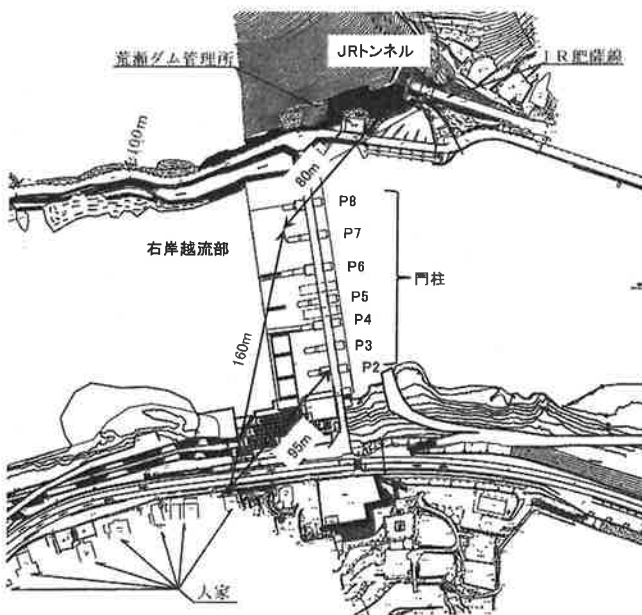 JRトンネル
荒瀬ダム管理所
JR肥薩線
100m
80m
P8
P7
右岸越流部
P6
門柱
P5
P4
160m
P3
P2
95m
人家